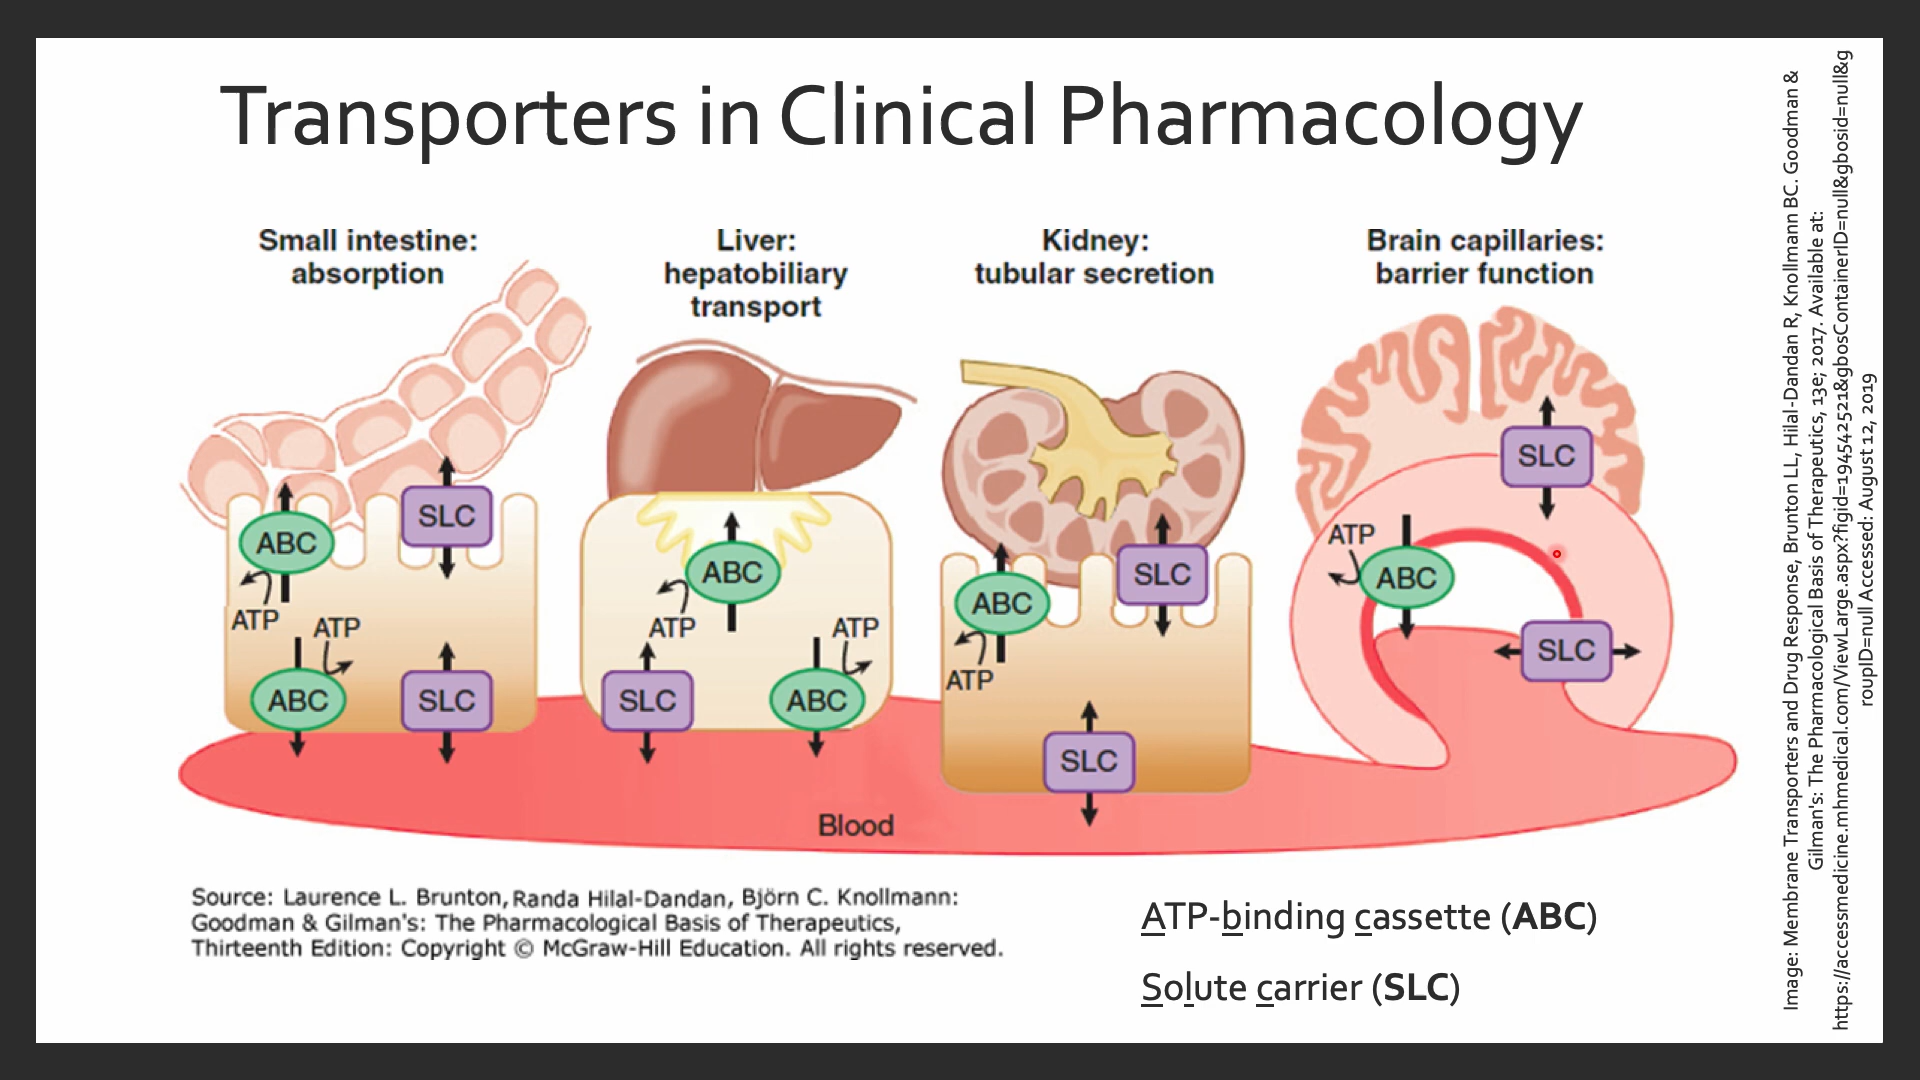 Transporters in Clinical Pharmacology
Small intestine:
absorption
Liver:
hepatobiliary
transport
Kidney:
tubular secretion
Brain capillaries:
barrier function
ABC
SLC
ATP
ATP
ABC
SLC
ABC
ATP
ATP
SLC
ABC
ABC
SLC
ATP
SLC
SLC
ATP
ABC
SLC
Blood
Source: Laurence L. Brunton, Randa Hilal-Dandan, Björn C. Knollmann:
Goodman & Gilman's: The Pharmacological Basis of Therapeutics,
Thirteenth Edition: Copyright © McGraw-Hill Education. All rights reserved.
ATP-binding cassette (ABC)
Solute carrier (SLC)
Image: Membrane Transporters and Drug Response, Brunton LL, Hilal-Dandan R, Knollmann BC. Goodman &
Gilman's: The Pharmacological Basis of Therapeutics, 13e; 2017. Available at:
https://accessmedicine.mhmedical.com/ViewLarge.aspx?figid=194542521&gbosContainerID=null&gbosid=null&g
roupID=null Accessed: August 12, 2019